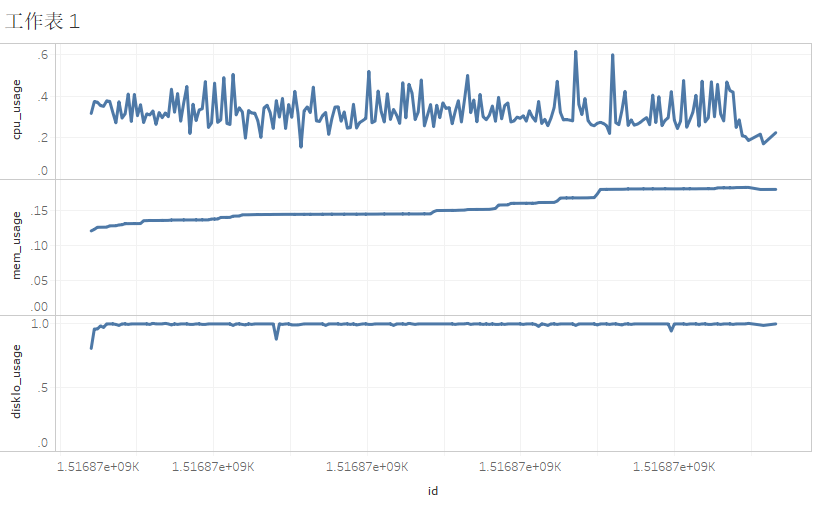 工作表 1
.6
.4
.2
.0
cpu_usage
.15
.10
.05
.00
mem_usage
1.0
.5
.0
diskIo_usage
1.51687e+09K 1.51687e+09K 1.51687e+09K 1.51687e+09K 1.51687e+09K
id